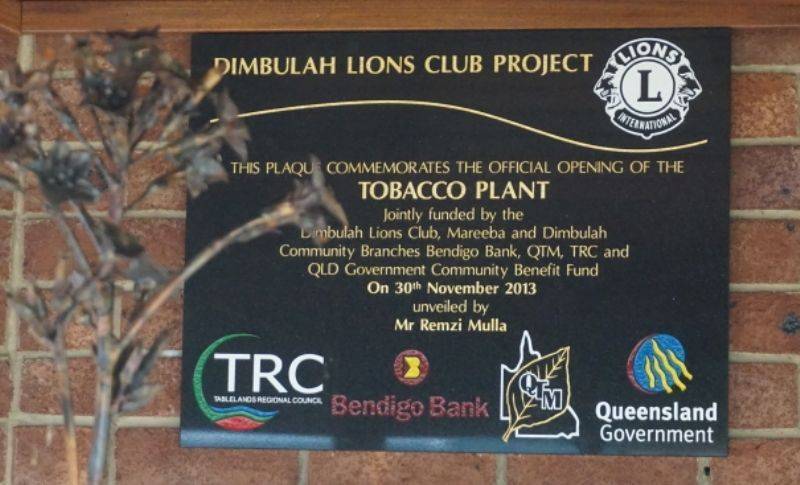 DIMBULAH LIONS CLUB PROJECT
LIONS
L
INTERNATIONAL
THIS PLAQU COMMEMORATES THE OFFICIAL OPENING OF THE
TOBACCO PLANT
Jointly funded by the
Dimbulah Lions Club, Mareeba and Dimbulah
Community Branches Bendigo Bank, QTM, TRC and
QLD Government Community Benefit Fund
On 30th November 2013
unveiled by
Mr Remzi Mulla
TRC
TABLELANDS REGIONAL COUNCIL
Bendigo Bank
QTM
Queensland
Government